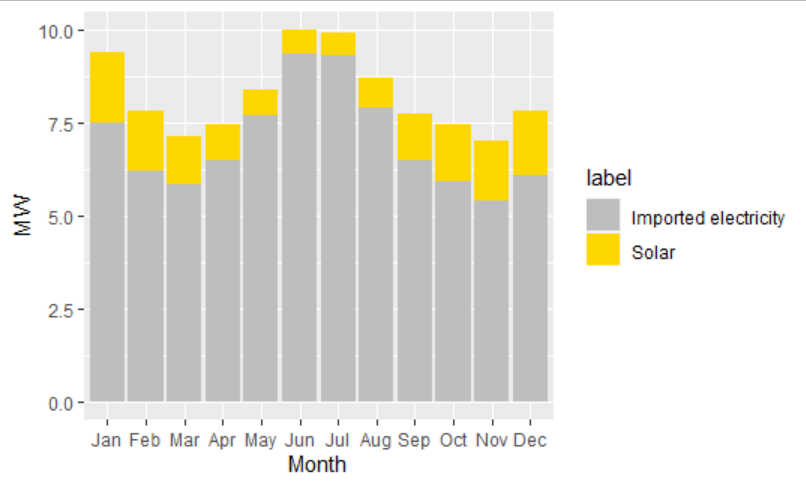 10.0
7.5
5.0
2.5
0.0
MW
Jan Feb Mar Apr May Jun Jul Aug Sep Oct Nov Dec
Month
label
Imported electricity
Solar